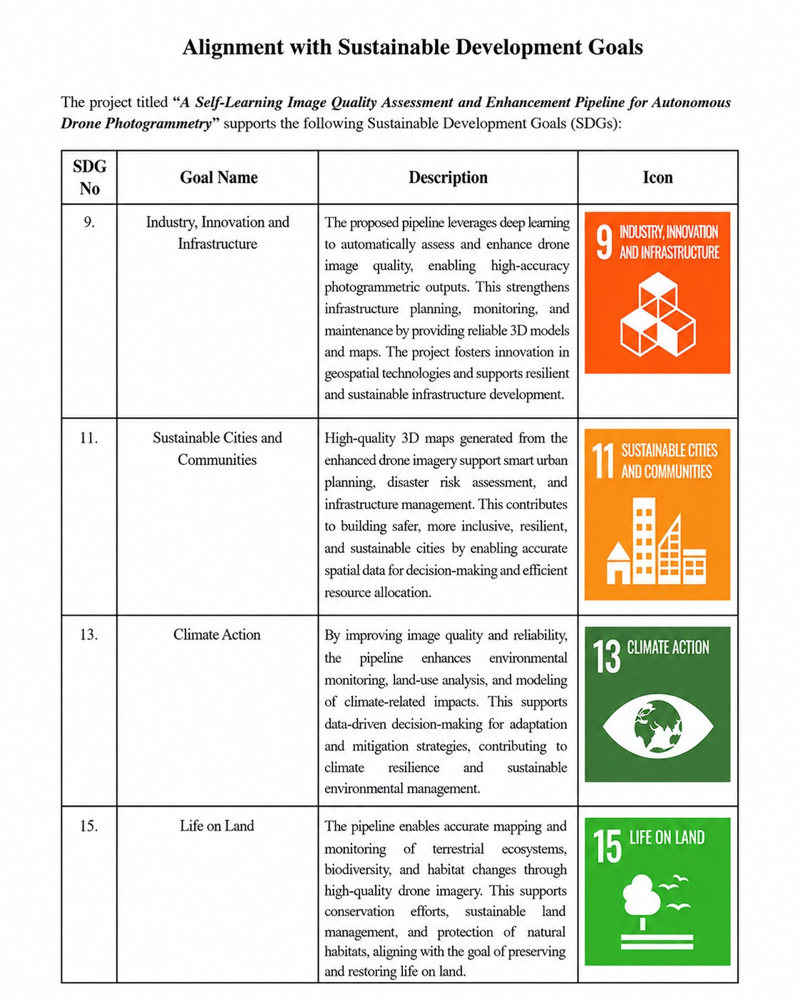 Alignment with Sustainable Development Goals
The project titled “A Self-Learning Image Quality Assessment and Enhancement Pipeline for Autonomous
Drone Photogrammetry” supports the following Sustainable Development Goals (SDGs):
SDG
No
Goal Name
Description
Icon
9.
Industry, Innovation and
Infrastructure
The proposed pipeline leverages deep learning
to automatically assess and enhance drone
image quality, enabling high-accuracy
photogrammetric outputs. This strengthens
infrastructure planning, monitoring, and
maintenance by providing reliable 3D models
and maps. The project fosters innovation in
geospatial technologies and supports resilient
and sustainable infrastructure development.
9 INDUSTRY, INNOVATION
AND INFRASTRUCTURE
11.
Sustainable Cities and
Communities
High-quality 3D maps generated from the
enhanced drone imagery support smart urban
planning, disaster risk assessment, and
infrastructure management. This contributes
to building safer, more inclusive, resilient,
and sustainable cities by enabling accurate
spatial data for decision-making and efficient
resource allocation.
11 SUSTAINABLE CITIES
AND COMMUNITIES
13.
Climate Action
By improving image quality and reliability,
the pipeline enhances environmental
monitoring, land-use analysis, and modeling
of climate-related impacts. This supports
data-driven decision-making for adaptation
and mitigation strategies, contributing to
climate resilience and sustainable
environmental management.
13 CLIMATE ACTION
15.
Life on Land
The pipeline enables accurate mapping and
monitoring of terrestrial ecosystems,
biodiversity, and habitat changes through
high-quality drone imagery. This supports
conservation efforts, sustainable land
management, and protection of natural
habitats, aligning with the goal of preserving
and restoring life on land.
15 LIFE ON LAND